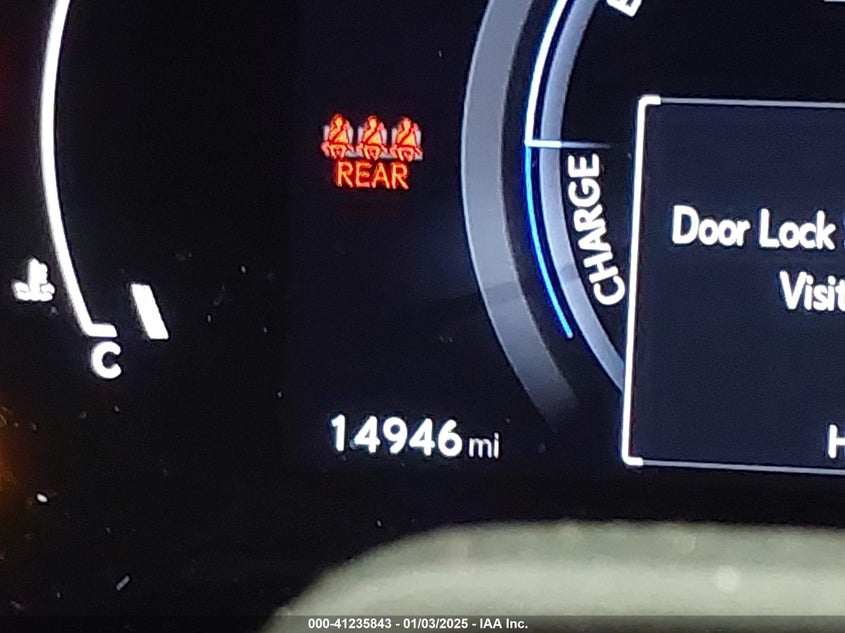 REAR
CHARGE
Door Lock
Visit
C
14946 mi
H
000-41235843 - 01/03/2025 - IAA Inc.